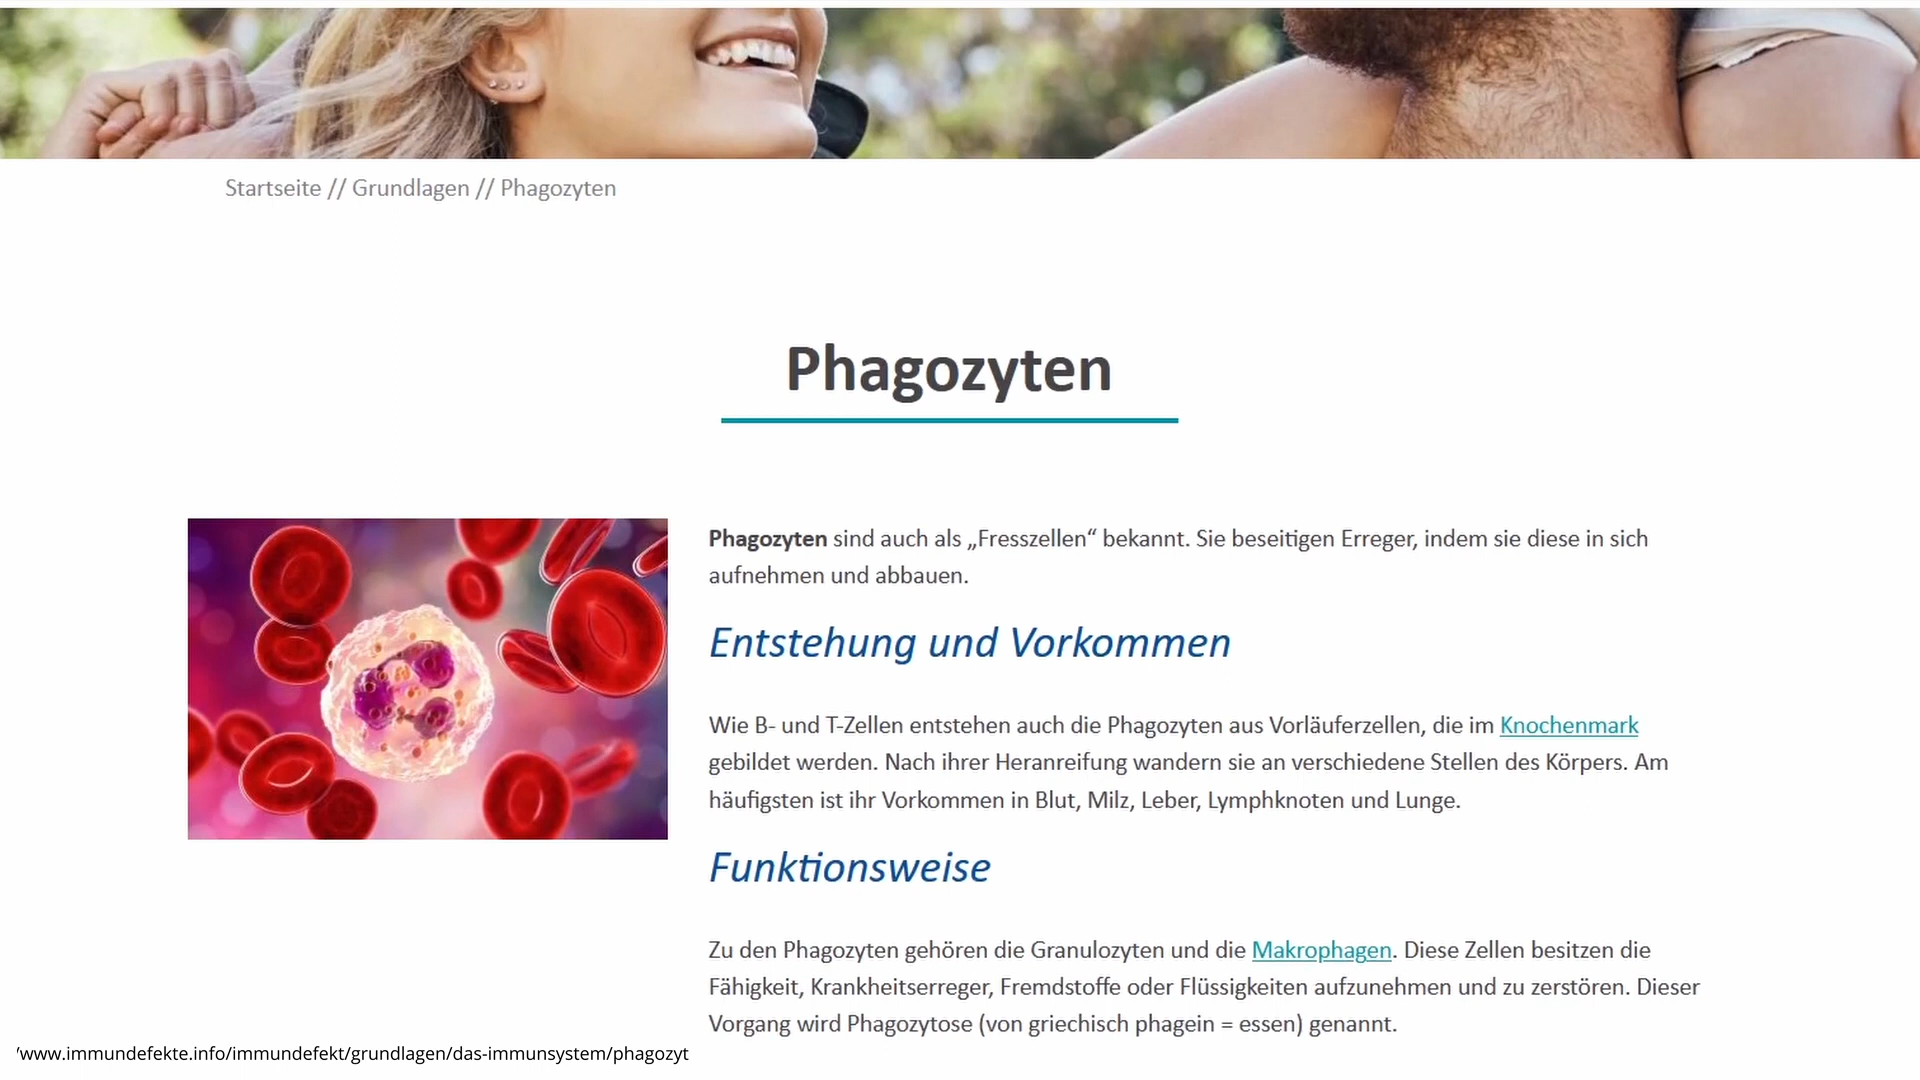 Startseite // Grundlagen // Phagozyten
Phagozyten
Phagozyten sind auch als „Fresszellen“ bekannt. Sie beseitigen Erreger, indem sie diese in sich
aufnehmen und abbauen.
Entstehung und Vorkommen
Wie B- und T-Zellen entstehen auch die Phagozyten aus Vorläuferzellen, die im Knochenmark
gebildet werden. Nach ihrer Heranreifung wandern sie an verschiedene Stellen des Körpers. Am
häufigsten ist ihr Vorkommen in Blut, Milz, Leber, Lymphknoten und Lunge.
Funktionsweise
Zu den Phagozyten gehören die Granulozyten und die Makrophagen. Diese Zellen besitzen die
Fähigkeit, Krankheitserreger, Fremdstoffe oder Flüssigkeiten aufzunehmen und zu zerstören. Dieser
Vorgang wird Phagozytose (von griechisch phagein = essen) genannt.
/www.immundefekte.info/immundefekt/grundlagen/das-immunsystem/phagozyt